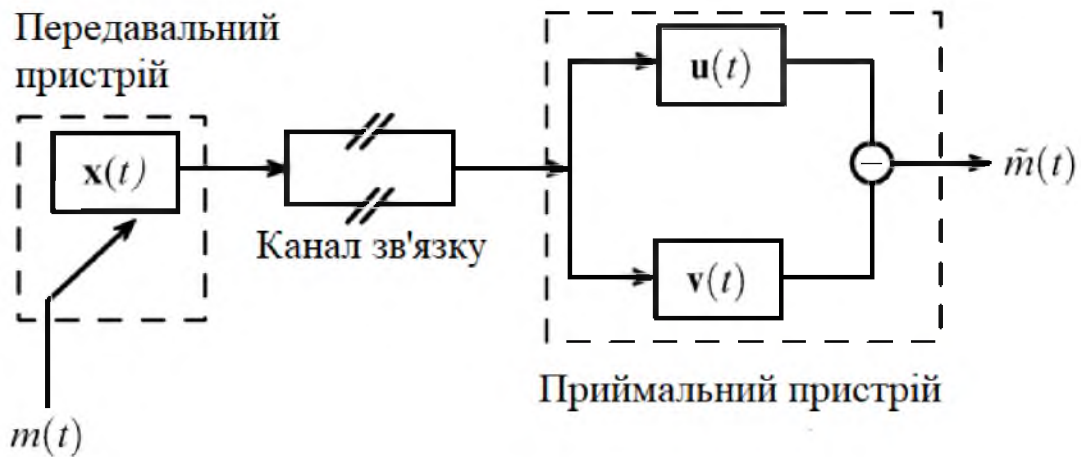 Передавальний
пристрій
x(t)
Канал зв'язку
m(t)
u(t)
v(t)
−
m̃(t)
Приймальний пристрій